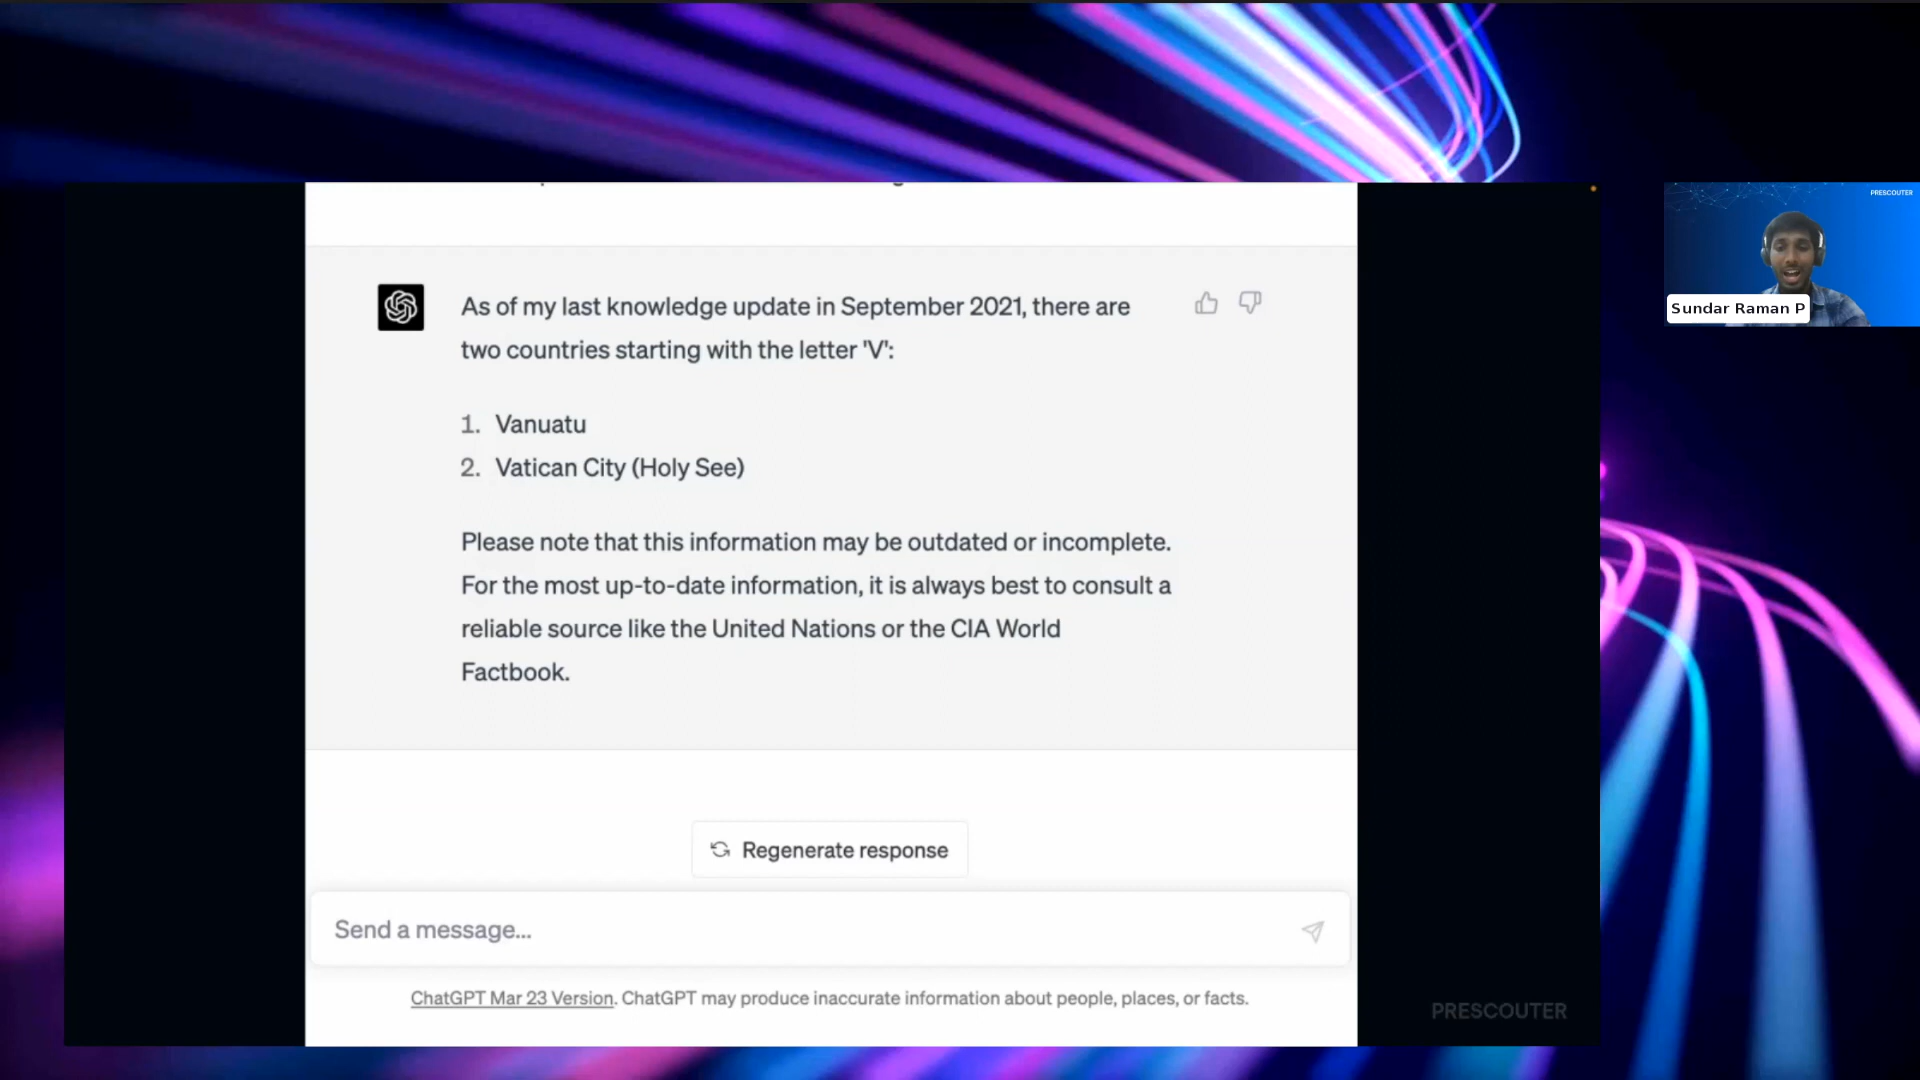 PRESCOUTER
Sundar Raman P
As of my last knowledge update in September 2021, there are
two countries starting with the letter 'V':
1. Vanuatu
2. Vatican City (Holy See)
Please note that this information may be outdated or incomplete.
For the most up-to-date information, it is always best to consult a
reliable source like the United Nations or the CIA World
Factbook.
Regenerate response
Send a message...
ChatGPT Mar 23 Version. ChatGPT may produce inaccurate information about people, places, or facts.
PRESCOUTER